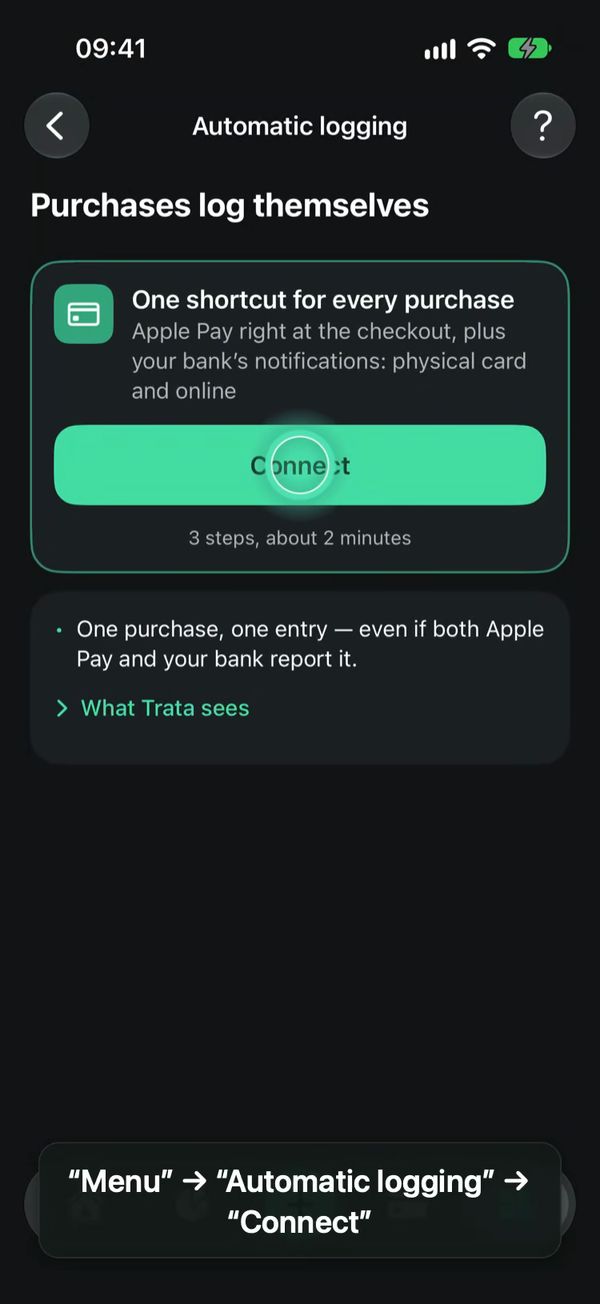 09:41
Automatic logging
?
Purchases log themselves
One shortcut for every purchase
Apple Pay right at the checkout, plus
your bank’s notifications: physical card
and online
Connect
3 steps, about 2 minutes
• One purchase, one entry — even if both Apple
Pay and your bank report it.
What Trata sees
“Menu” → “Automatic logging” →
“Connect”